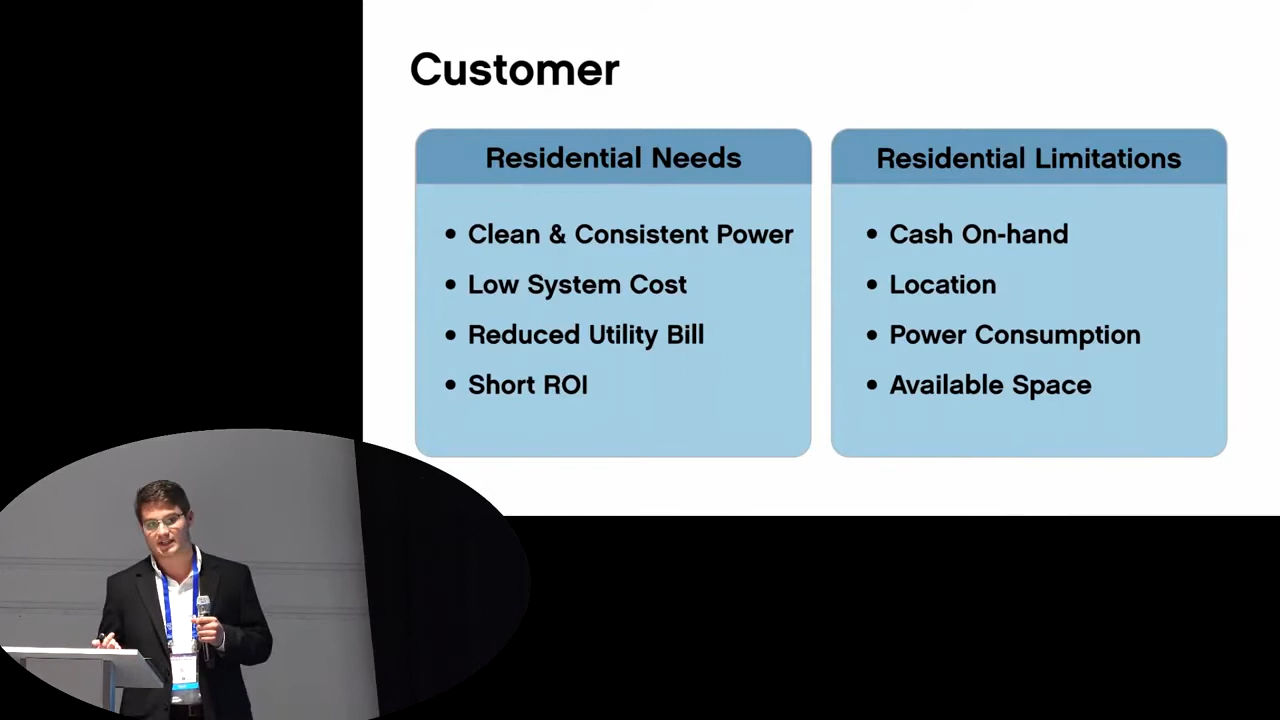 Customer
Residential Needs
• Clean & Consistent Power
• Low System Cost
• Reduced Utility Bill
• Short ROI
Residential Limitations
• Cash On-hand
• Location
• Power Consumption
• Available Space